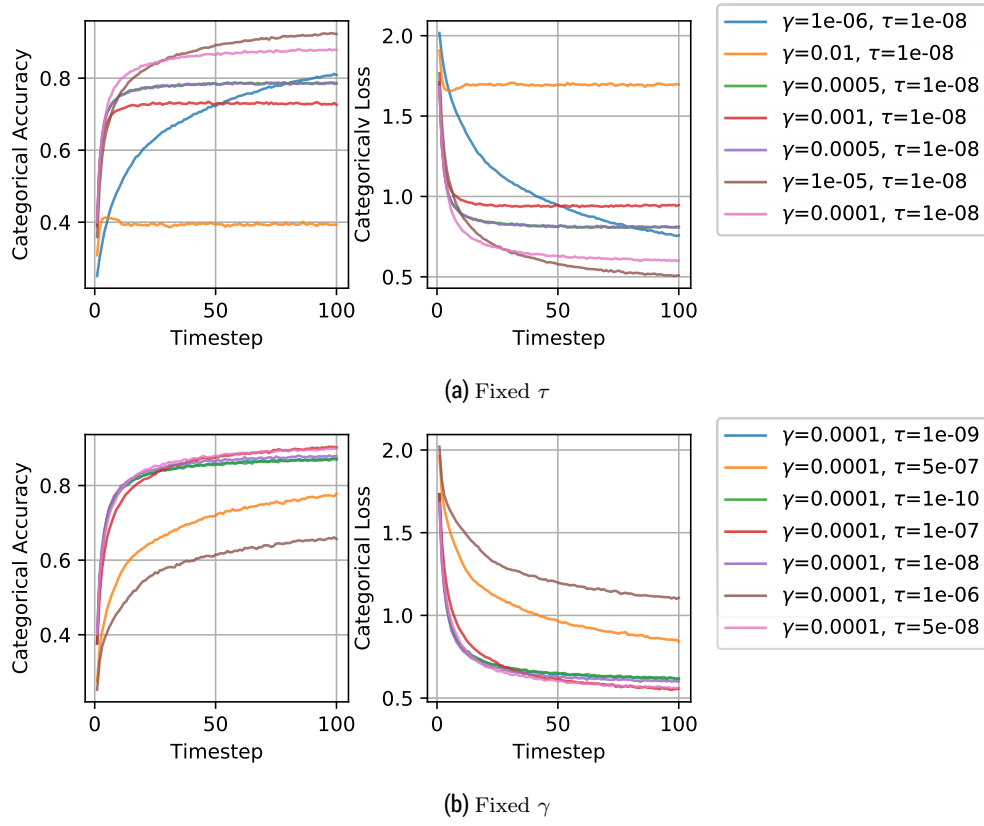 Categorical Accuracy
0.4
0.6
0.8
0
50
100
Timestep
Categoricalv Loss
0.5
1.0
1.5
2.0
0
50
100
Timestep
γ=1e-06, τ=1e-08
γ=0.01, τ=1e-08
γ=0.0005, τ=1e-08
γ=0.001, τ=1e-08
γ=0.0005, τ=1e-08
γ=1e-05, τ=1e-08
γ=0.0001, τ=1e-08
(a) Fixed τ
Categorical Accuracy
0.4
0.6
0.8
0
50
100
Timestep
Categorical Loss
0.5
1.0
1.5
2.0
0
50
100
Timestep
γ=0.0001, τ=1e-09
γ=0.0001, τ=5e-07
γ=0.0001, τ=1e-10
γ=0.0001, τ=1e-07
γ=0.0001, τ=1e-08
γ=0.0001, τ=1e-06
γ=0.0001, τ=5e-08
(b) Fixed γ